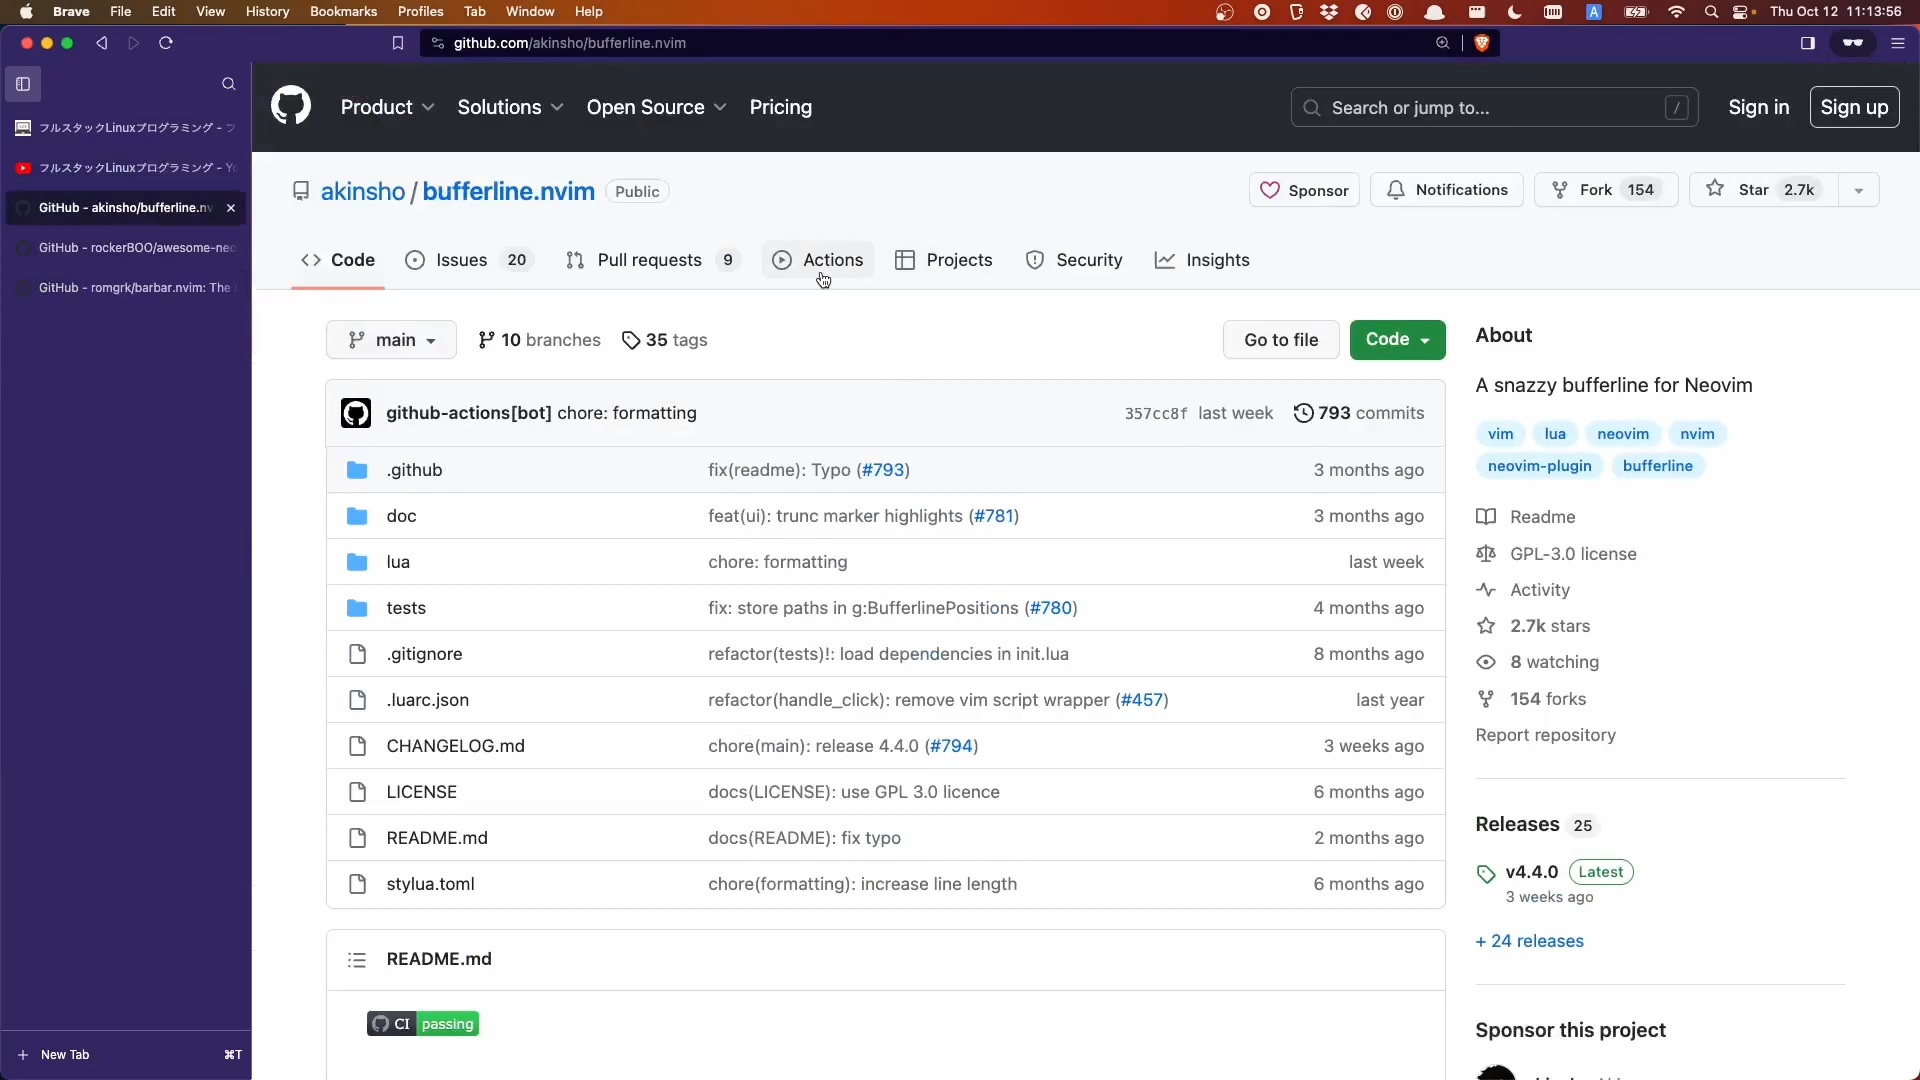 Brave File Edit View History Bookmarks Profiles Tab Window Help A Thu Oct 12 11:13:56
github.com/akinsho/bufferline.nvim
フルスタックLinuxプログラミング - フ
フルスタックLinuxプログラミング - Yo
GitHub - akinsho/bufferline.nv
GitHub - rockerBOO/awesome-neo
GitHub - romgrk/barbar.nvim: The
New Tab ⌘T
Product Solutions Open Source Pricing Search or jump to... / Sign in Sign up
akinsho / bufferline.nvim Public Sponsor Notifications Fork 154 Star 2.7k
Code Issues 20 Pull requests 9 Actions Projects Security Insights
main 10 branches 35 tags Go to file Code
github-actions[bot] chore: formatting 357cc8f last week 793 commits
.github fix(readme): Typo (#793) 3 months ago
doc feat(ui): trunc marker highlights (#781) 3 months ago
lua chore: formatting last week
tests fix: store paths in g:BufferlinePositions (#780) 4 months ago
.gitignore refactor(tests)!: load dependencies in init.lua 8 months ago
.luarc.json refactor(handle_click): remove vim script wrapper (#457) last year
CHANGELOG.md chore(main): release 4.4.0 (#794) 3 weeks ago
LICENSE docs(LICENSE): use GPL 3.0 licence 6 months ago
README.md docs(README): fix typo 2 months ago
stylua.toml chore(formatting): increase line length 6 months ago
README.md
CI passing
About
A snazzy bufferline for Neovim
vim lua neovim nvim
neovim-plugin bufferline
Readme
GPL-3.0 license
Activity
2.7k stars
8 watching
154 forks
Report repository
Releases 25
v4.4.0 Latest
3 weeks ago
+ 24 releases
Sponsor this project